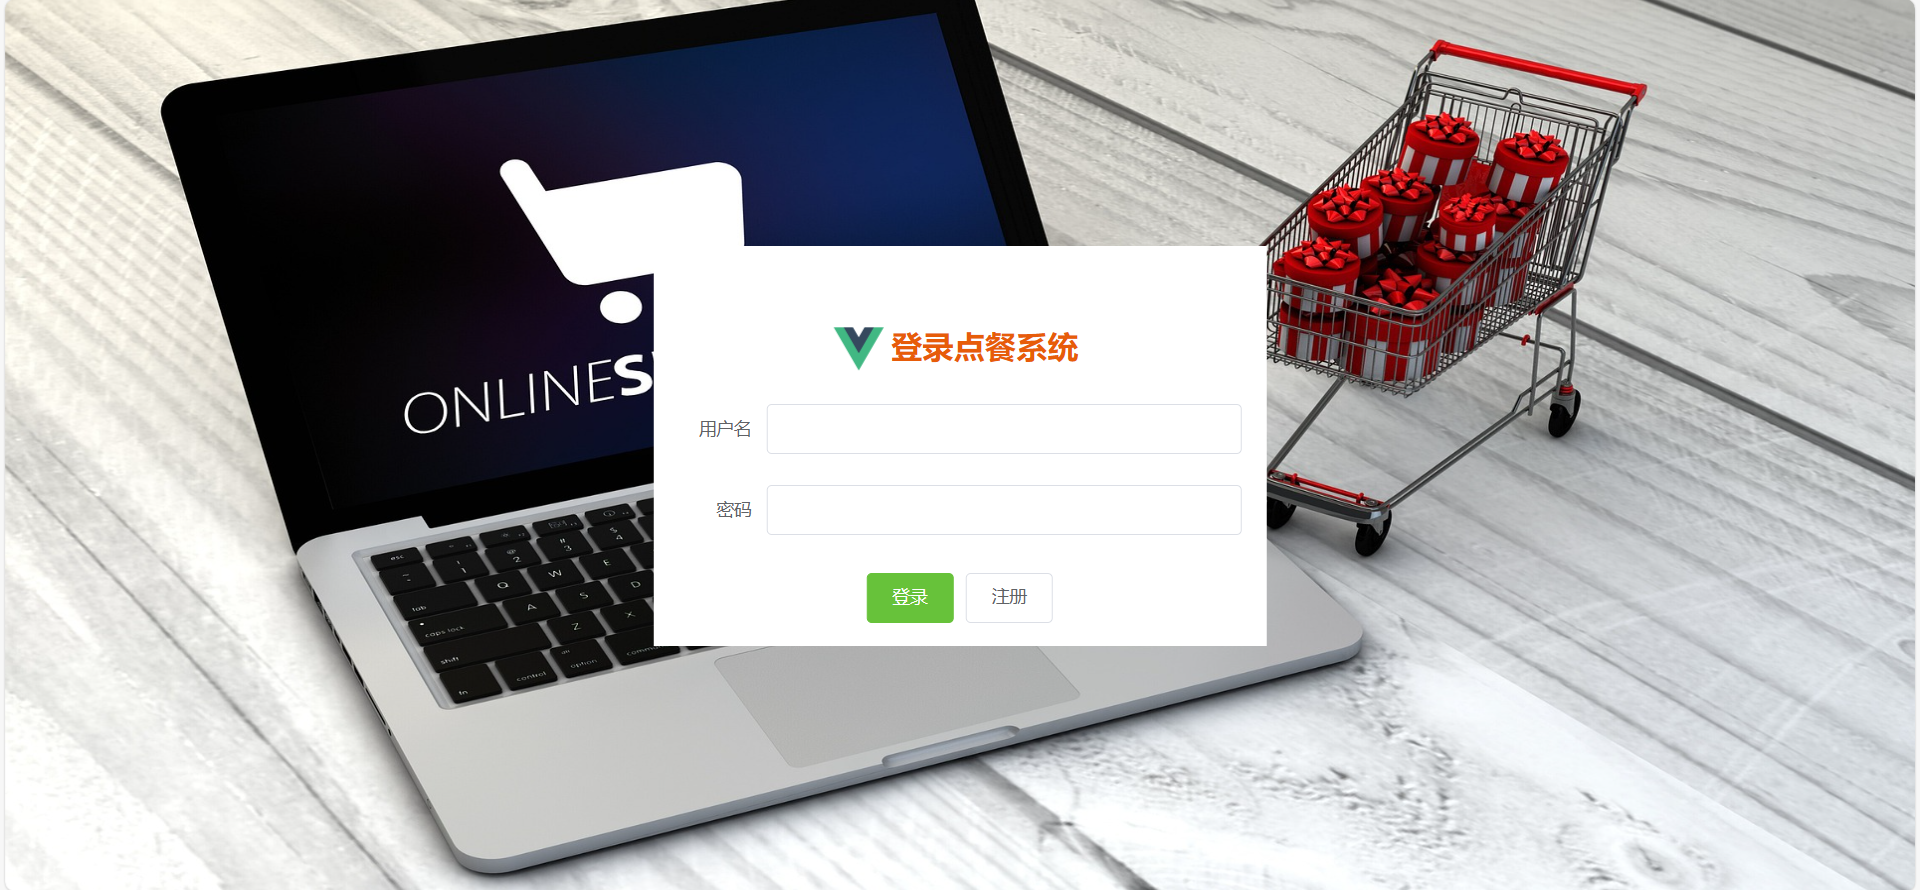 ONLINES
登录点餐系统
用户名
密码
登录
注册
esc
! 1
@ 2
# 3
$ 4
tab
Q
W
E
caps lock
A
S
D
shift
Z
X
fn
control
alt option